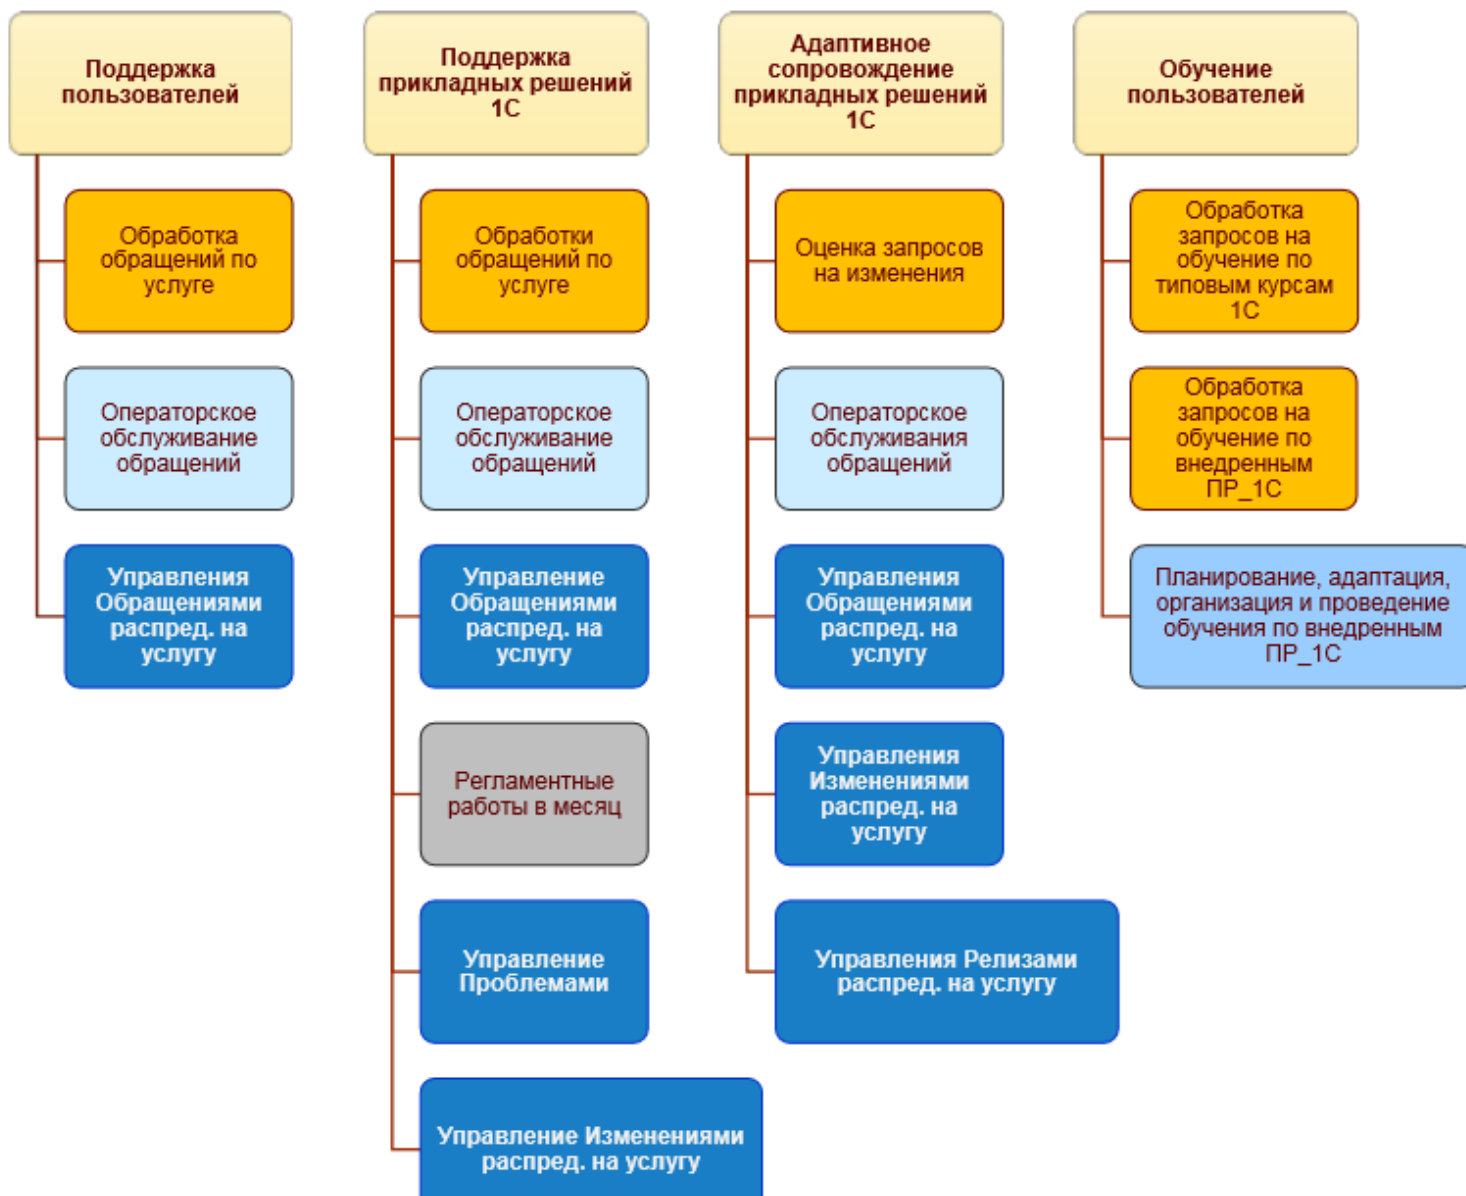 Поддержка
пользователей
Обработка
обращений по
услуге
Операторское
обслуживание
обращений
Управления
Обращениями
распред. на
услугу
Поддержка
прикладных решений
1С
Обработки
обращений по
услуге
Операторское
обслуживание
обращений
Управление
Обращениями
распред. на
услугу
Регламентные
работы в месяц
Управление
Проблемами
Управление Изменениями
распред. на услугу
Адаптивное
сопровождение
прикладных решений
1С
Оценка запросов
на изменения
Операторское
обслуживания
обращений
Управления
Обращениями
распред. на
услугу
Управления
Изменениями
распред. на
услугу
Управления Релизами
распред. на услугу
Обучение
пользователей
Обработка
запросов на
обучение по
типовым курсам
1С
Обработка
запросов на
обучение по
внедренным
ПР_1С
Планирование, адаптация,
организация и проведение
обучения по внедренным
ПР_1С